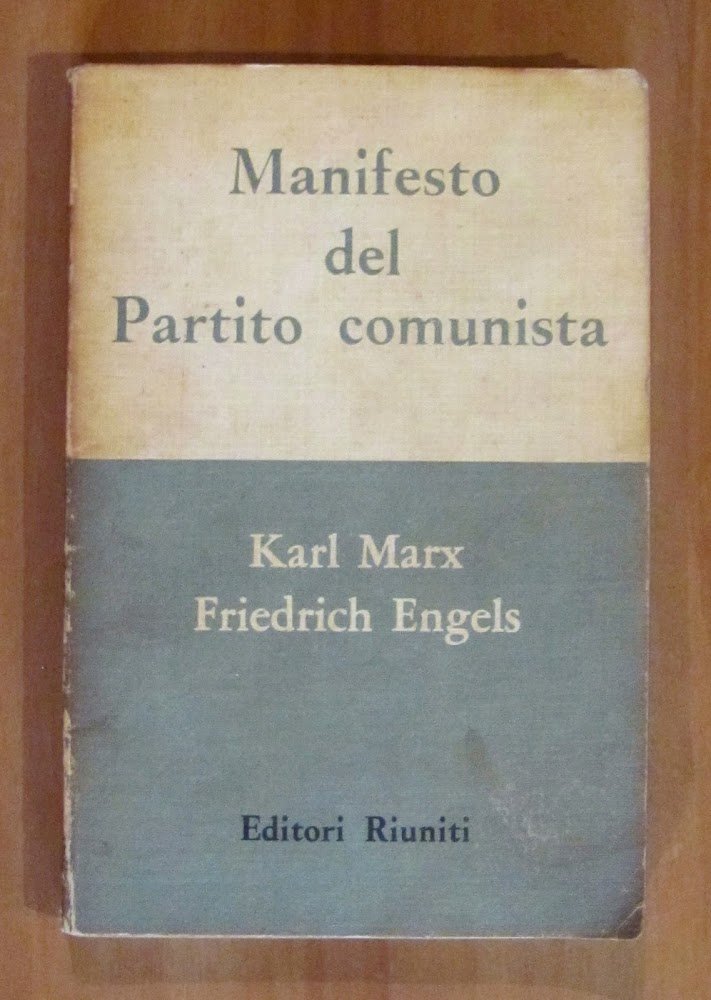 Manifesto
del
Partito comunista
Karl Marx
Friedrich Engels
Editori Riuniti